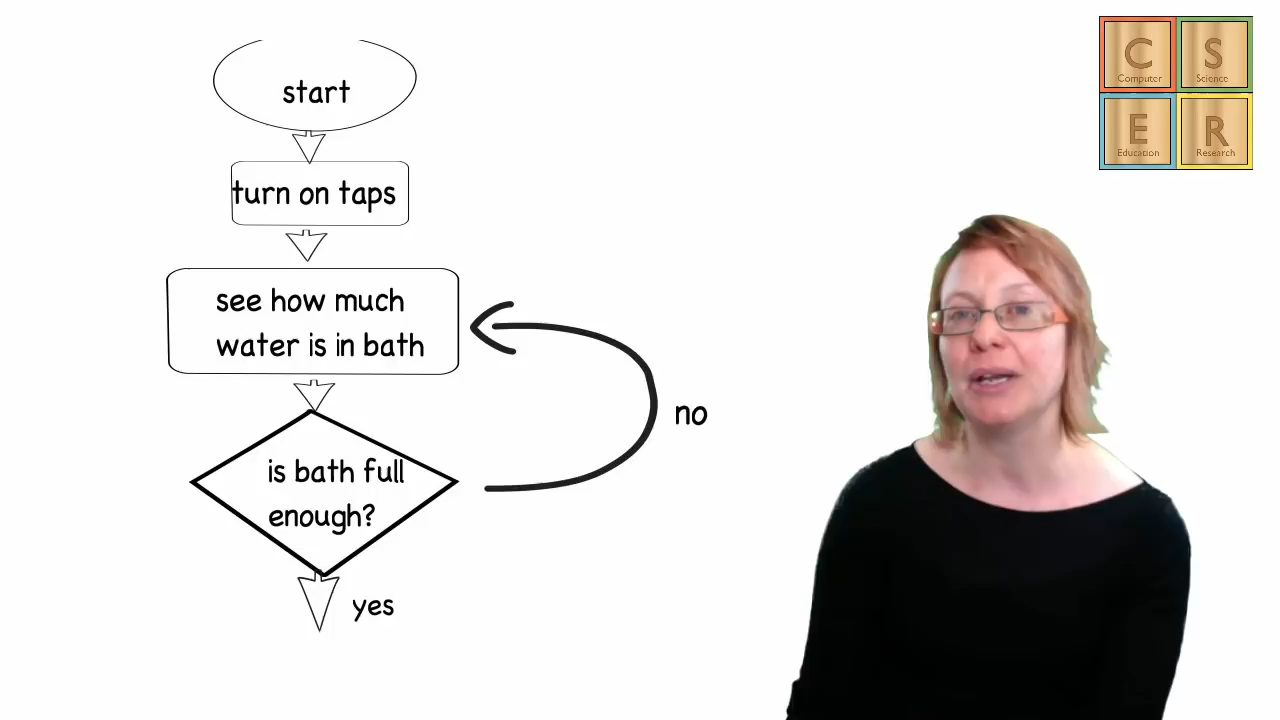 start
turn on taps
see how much
water is in bath
is bath full
enough?
no
yes
C
Computer
S
Science
E
Education
R
Research